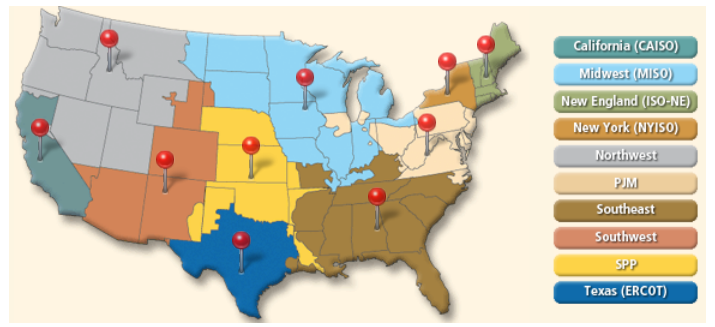 California (CAISO)
Midwest (MISO)
New England (ISO-NE)
New York (NYISO)
Northwest
PJM
Southeast
Southwest
SPP
Texas (ERCOT)